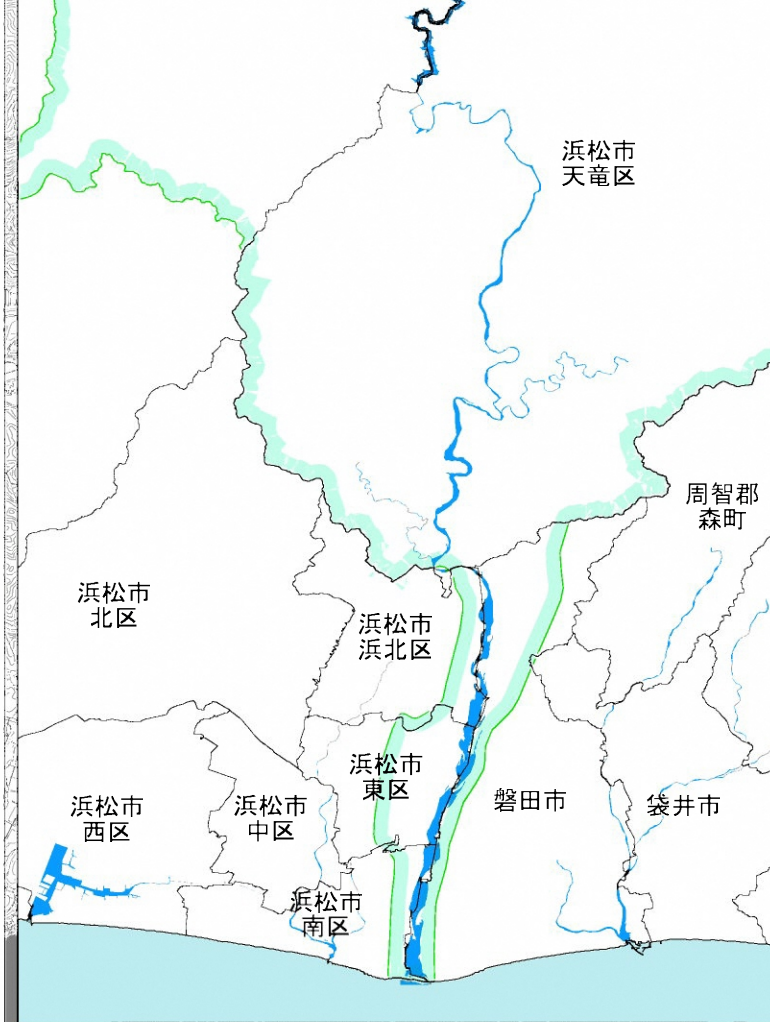 浜松市
天竜区
周智郡
森町
浜松市
北区
浜松市
浜北区
浜松市
東区
浜松市
西区
浜松市
中区
磐田市
袋井市
浜松市
南区